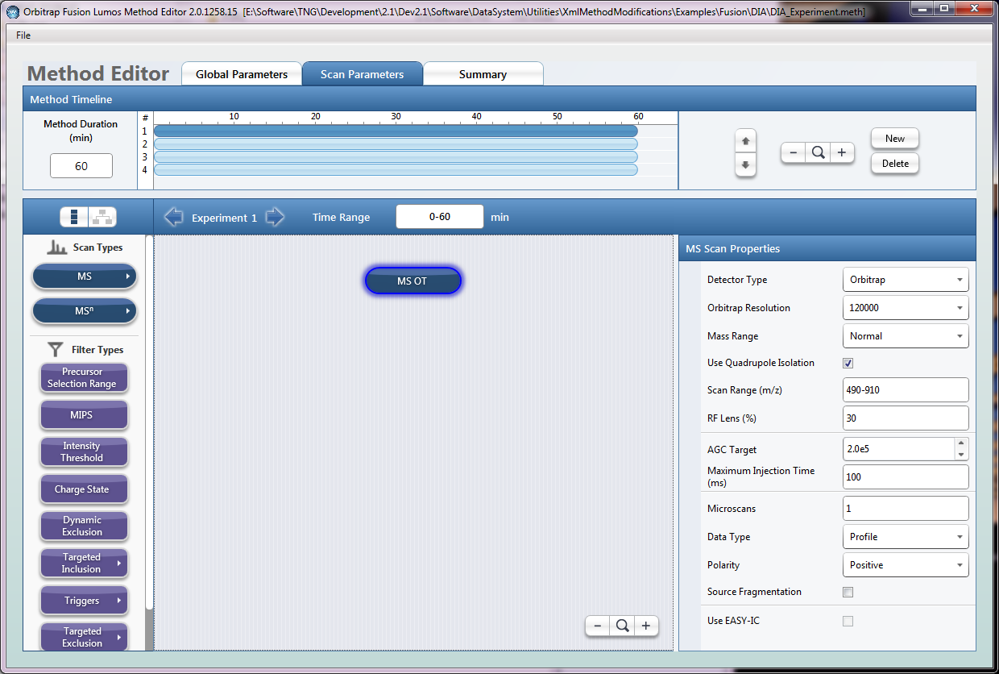 Orbitrap Fusion Lumos Method Editor 2.0.1258.15 [E:\Software\TNG\Development\2.1\Dev2.1\Software\DataSystem\Utilities\XmlMethodModifications\Examples\Fusion\DIA\DIA_Experiment.meth]
File
Method Editor
Global Parameters
Scan Parameters
Summary
Method Timeline
Method Duration
(min)
60
# 10 20 30 40 50 60
1
2
3
4
New
Delete
Experiment 1
Time Range
0-60
min
Scan Types
MS
MSⁿ
Filter Types
Precursor
Selection Range
MIPS
Intensity
Threshold
Charge State
Dynamic
Exclusion
Targeted
Inclusion
Triggers
Targeted
Exclusion
MS OT
MS Scan Properties
Detector Type Orbitrap
Orbitrap Resolution 120000
Mass Range Normal
Use Quadrupole Isolation
Scan Range (m/z) 490-910
RF Lens (%) 30
AGC Target 2.0e5
Maximum Injection Time
(ms) 100
Microscans 1
Data Type Profile
Polarity Positive
Source Fragmentation
Use EASY-IC